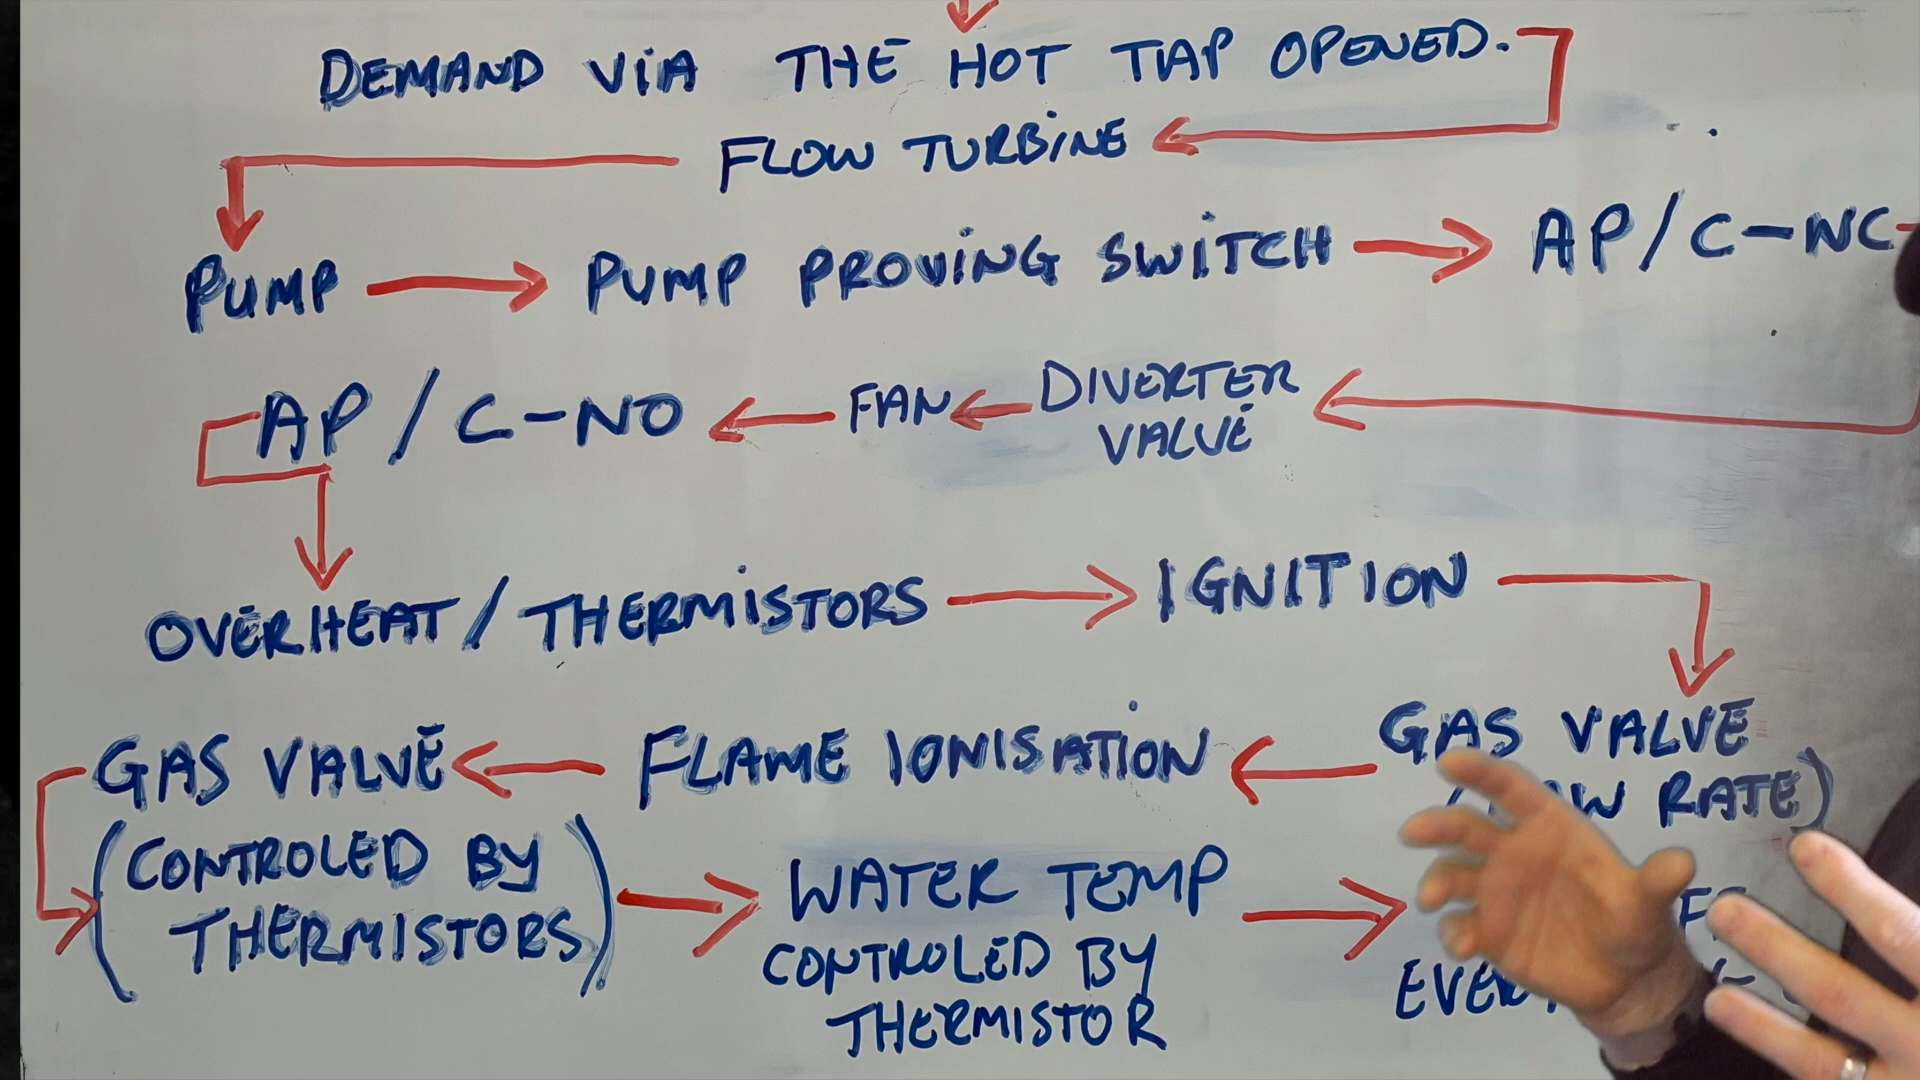 DEMAND VIA THE HOT TAP OPENED.
FLOW TURBINE
PUMP → PUMP PROVING SWITCH → AP/C-NC
AP/C-NO ← FAN ← DIVERTER
VALVE
OVERHEAT/THERMISTORS → IGNITION
GAS VALVE ← FLAME IONISATION ← GAS VALVE
RATE)
(CONTROLED BY
THERMISTORS) → WATER TEMP →
CONTROLED BY
THERMISTOR